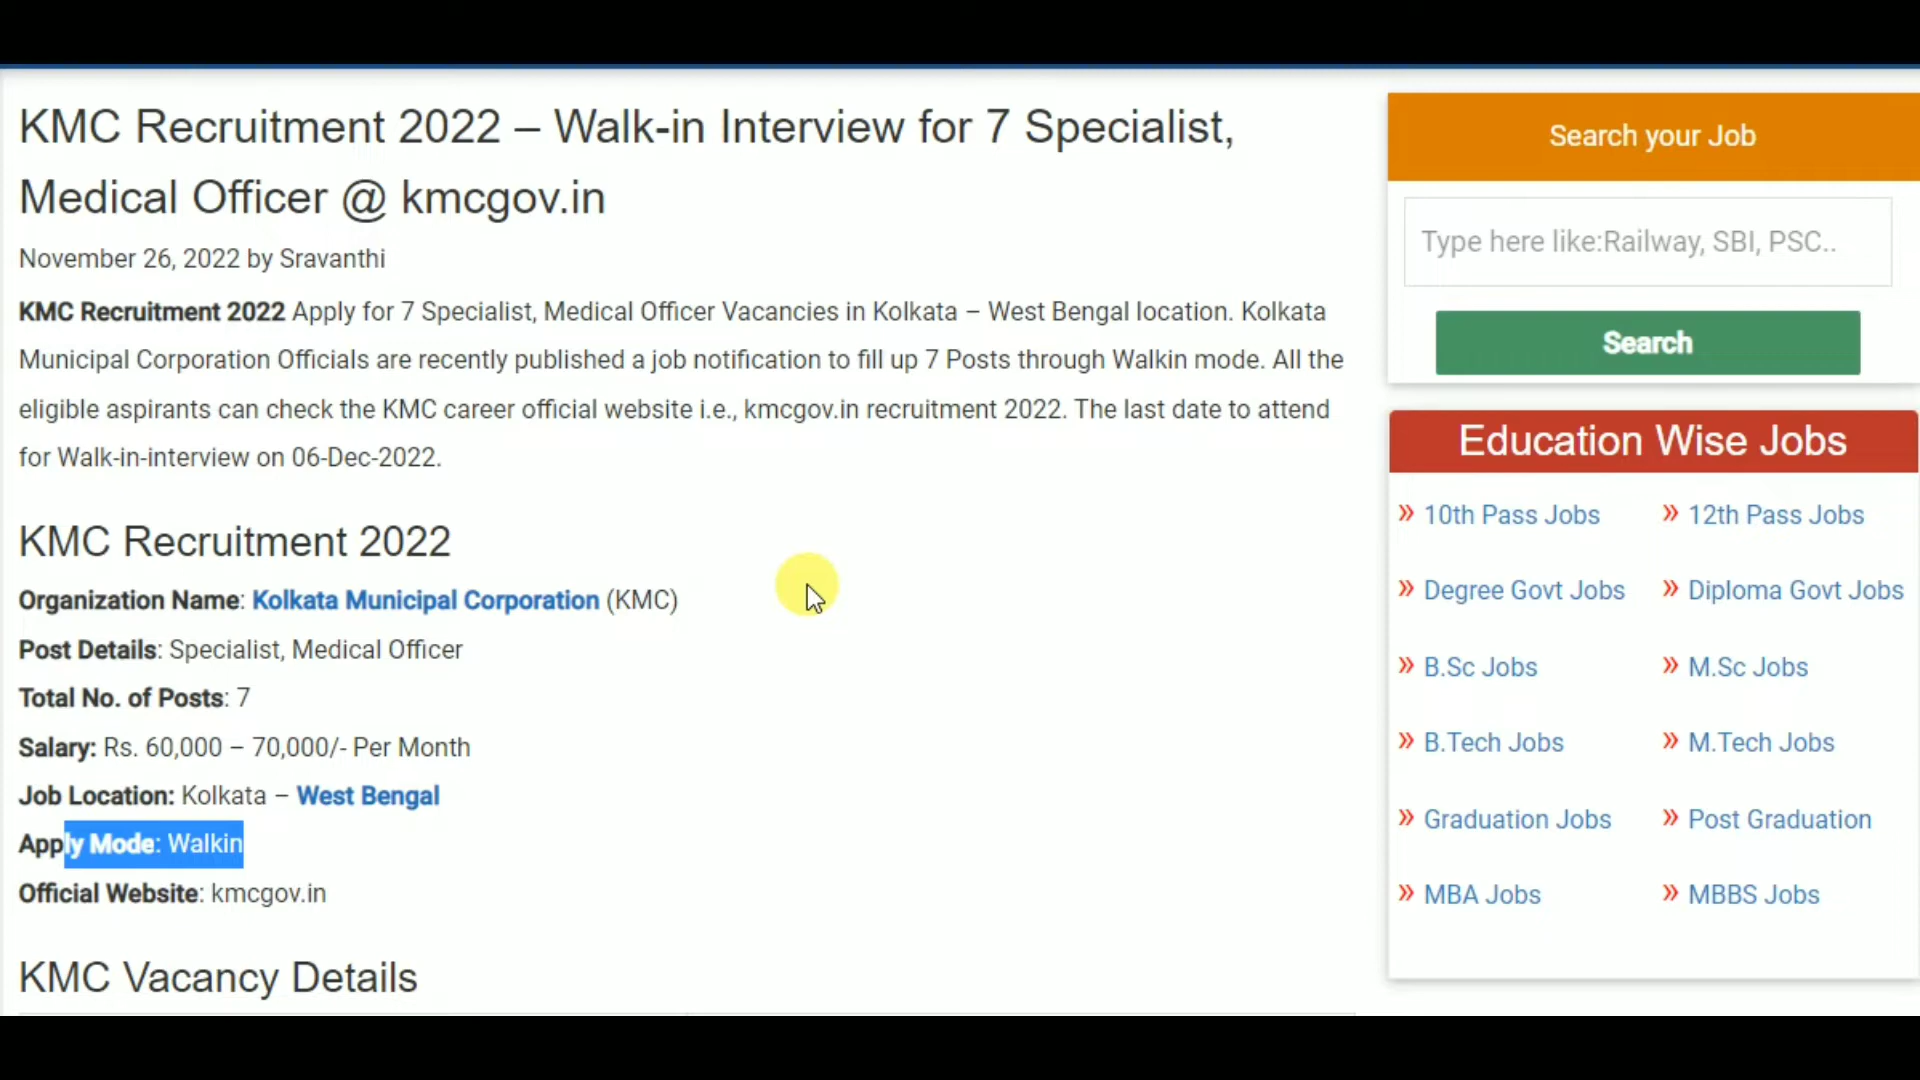 KMC Recruitment 2022 – Walk-in Interview for 7 Specialist,
Medical Officer @ kmcgov.in
November 26, 2022 by Sravanthi
KMC Recruitment 2022 Apply for 7 Specialist, Medical Officer Vacancies in Kolkata – West Bengal location. Kolkata
Municipal Corporation Officials are recently published a job notification to fill up 7 Posts through Walkin mode. All the
eligible aspirants can check the KMC career official website i.e., kmcgov.in recruitment 2022. The last date to attend
for Walk-in-interview on 06-Dec-2022.
KMC Recruitment 2022
Organization Name: Kolkata Municipal Corporation (KMC)
Post Details: Specialist, Medical Officer
Total No. of Posts: 7
Salary: Rs. 60,000 – 70,000/- Per Month
Job Location: Kolkata – West Bengal
Apply Mode: Walkin
Official Website: kmcgov.in
KMC Vacancy Details
Search your Job
Type here like:Railway, SBI, PSC..
Search
Education Wise Jobs
» 10th Pass Jobs » 12th Pass Jobs
» Degree Govt Jobs » Diploma Govt Jobs
» B.Sc Jobs » M.Sc Jobs
» B.Tech Jobs » M.Tech Jobs
» Graduation Jobs » Post Graduation
» MBA Jobs » MBBS Jobs